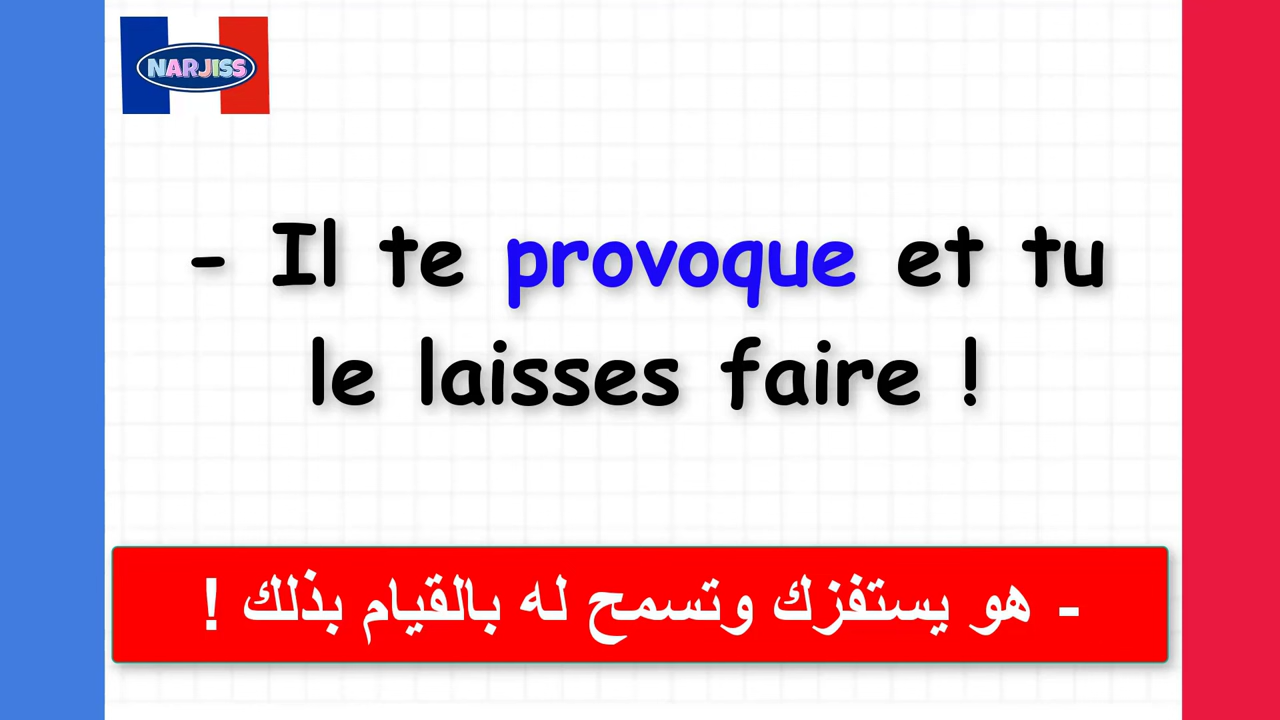 NARJISS
- Il te provoque et tu
le laisses faire !
- هو يستفزك وتسمح له بالقيام بذلك !